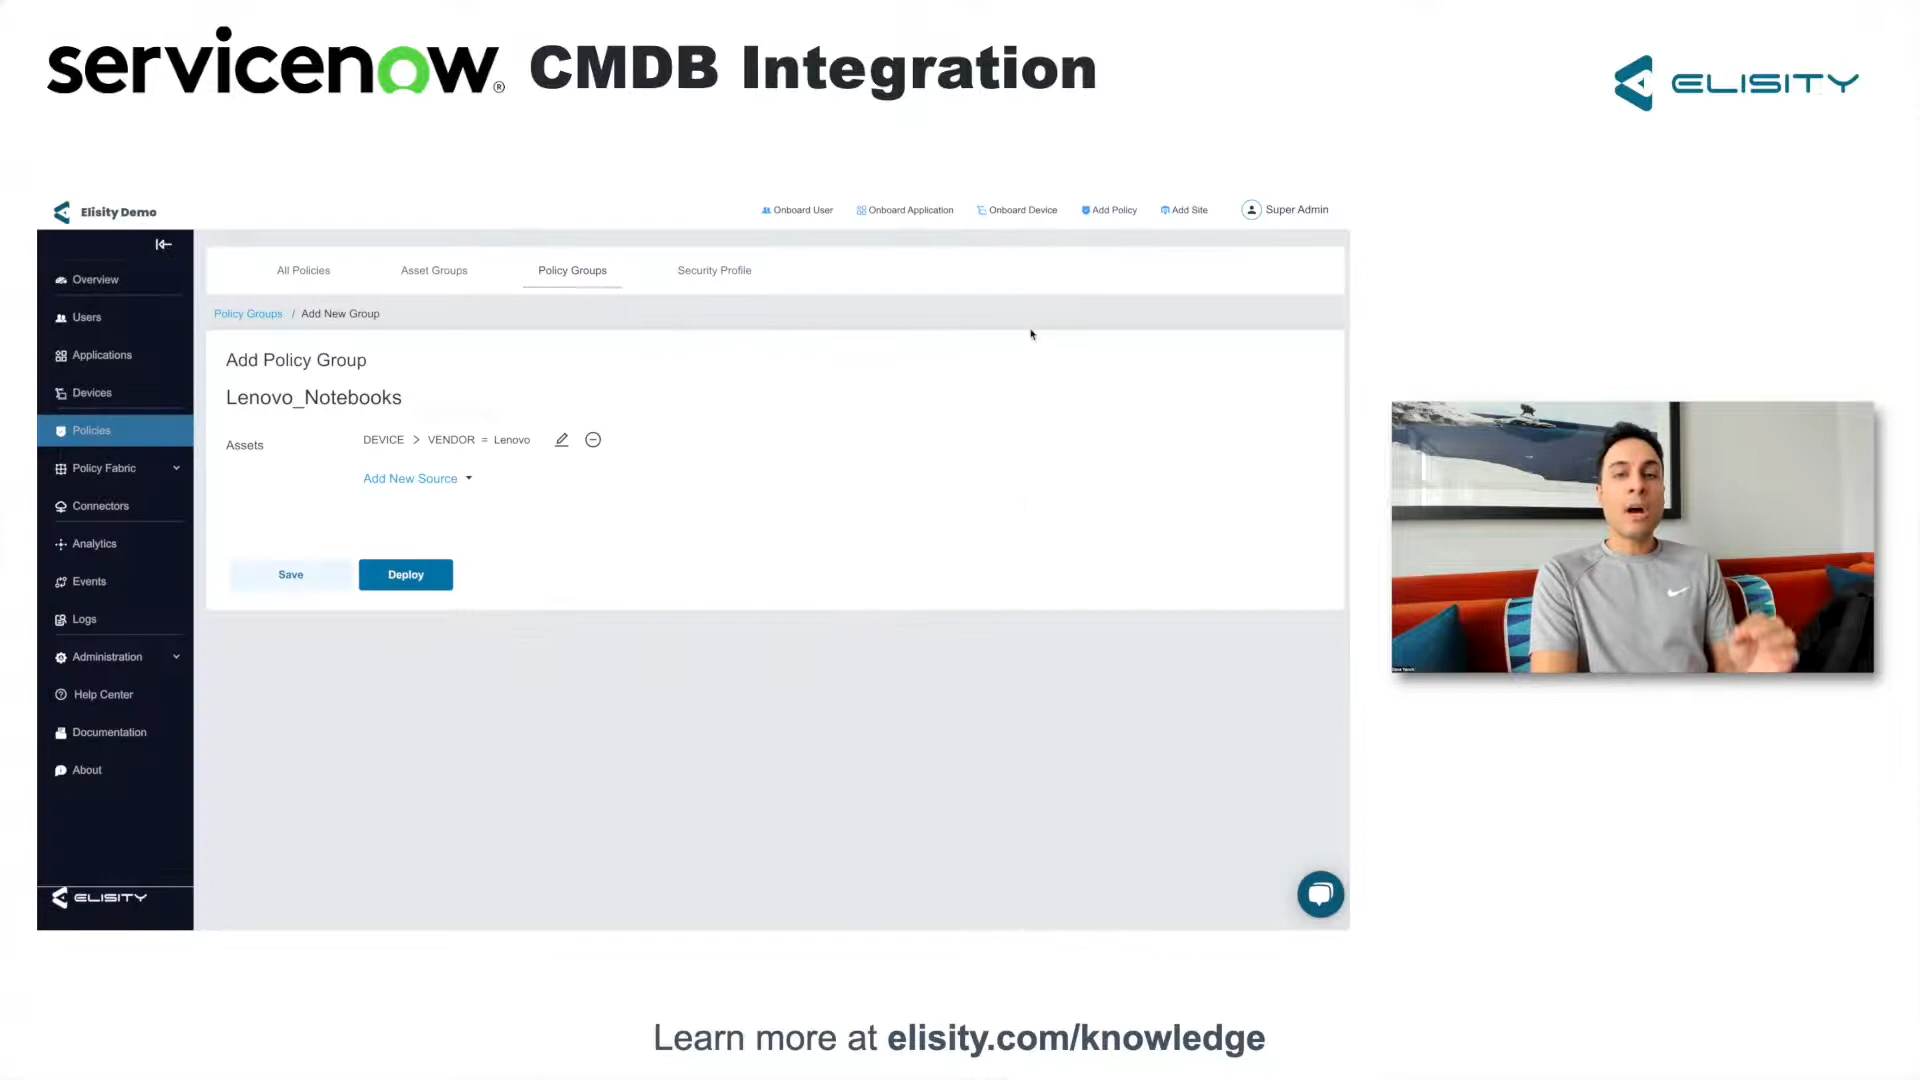 servicenow® CMDB Integration
ELISITY
Elisity Demo
Onboard User
Onboard Application
Onboard Device
Add Policy
Add Site
Super Admin
Overview
Users
Applications
Devices
Policies
Policy Fabric
Connectors
Analytics
Events
Logs
Administration
Help Center
Documentation
About
ELISITY
All Policies
Asset Groups
Policy Groups
Security Profile
Policy Groups / Add New Group
Add Policy Group
Lenovo_Notebooks
Assets
DEVICE > VENDOR = Lenovo
Add New Source
Save
Deploy
Learn more at elisity.com/knowledge